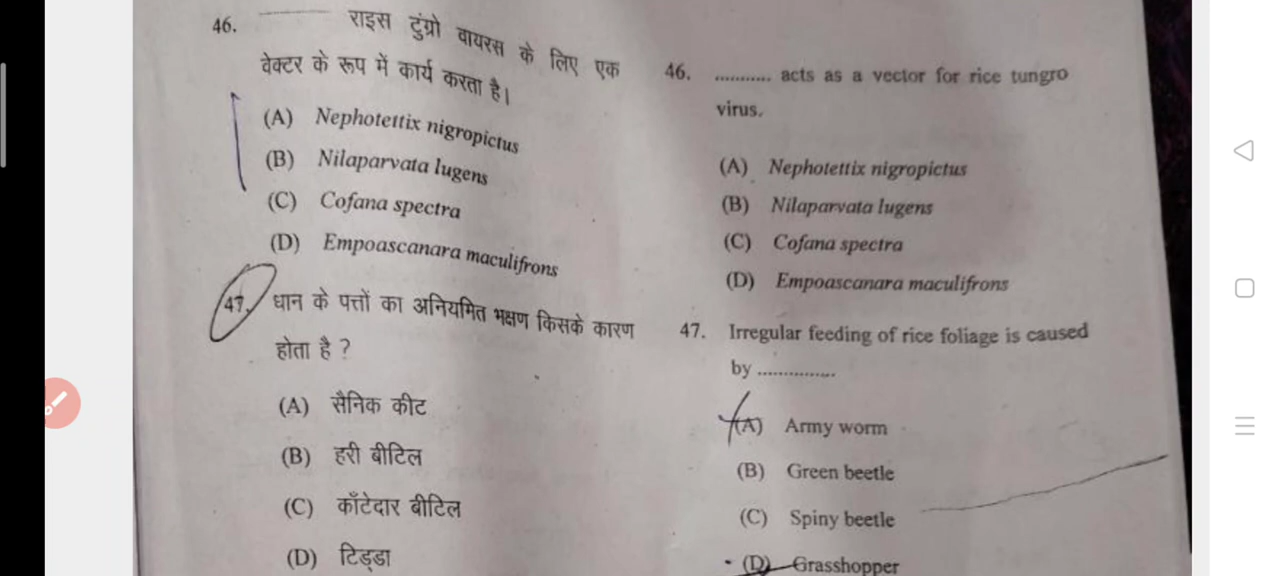 46. राइस टुंग्रो वायरस के लिए एक
वेक्टर के रूप में कार्य करता है।
(A) Nephotettix nigropictus
(B) Nilaparvata lugens
(C) Cofana spectra
(D) Empoascanara maculifrons
47. धान के पत्तों का अनियमित भक्षण किसके कारण
होता है ?
(A) सैनिक कीट
(B) हरी बीटिल
(C) काँटेदार बीटिल
(D) टिड्डा
46. ........... acts as a vector for rice tungro
virus.
(A) Nephotettix nigropictus
(B) Nilaparvata lugens
(C) Cofana spectra
(D) Empoascanara maculifrons
47. Irregular feeding of rice foliage is caused
by ...............
(A) Army worm
(B) Green beetle
(C) Spiny beetle
(D) Grasshopper